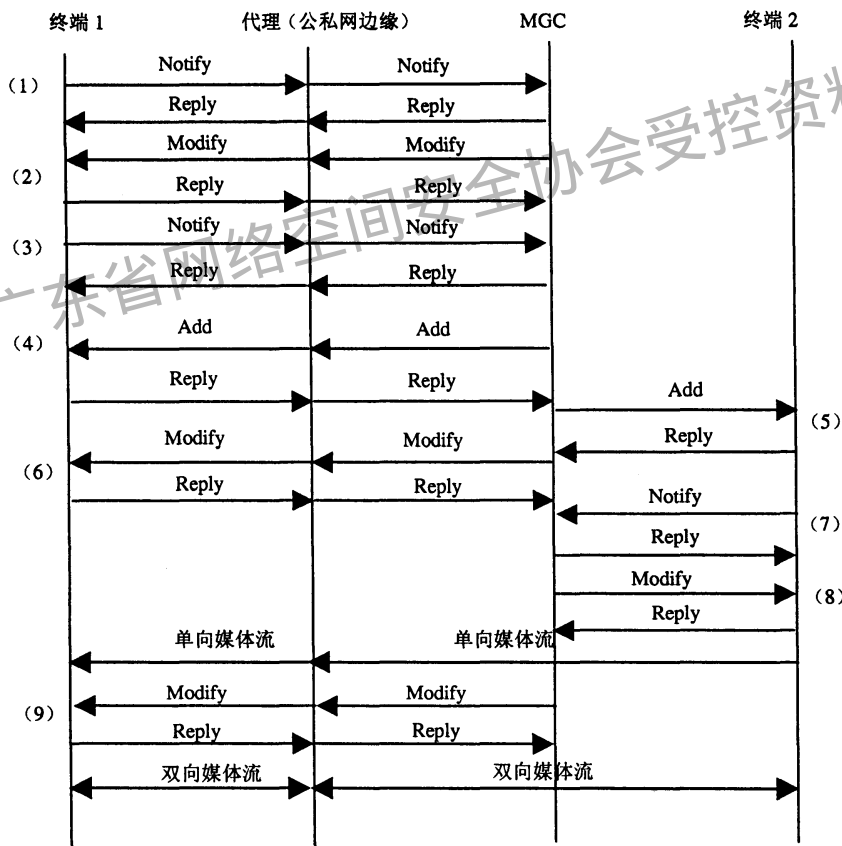 终端 1 代理（公私网边缘） MGC 终端 2
（1） Notify Notify
Reply Reply
Modify Modify
（2） Reply Reply
Notify Notify
（3）
Reply Reply
Add Add
（4）
Reply Reply Add
（5）
Modify Modify Reply
（6）
Reply Reply Notify
（7）
Reply
Modify
（8）
Reply
单向媒体流 单向媒体流
Modify Modify
（9）
Reply Reply
双向媒体流 双向媒体流
广东省网络空间安全协会受控资料